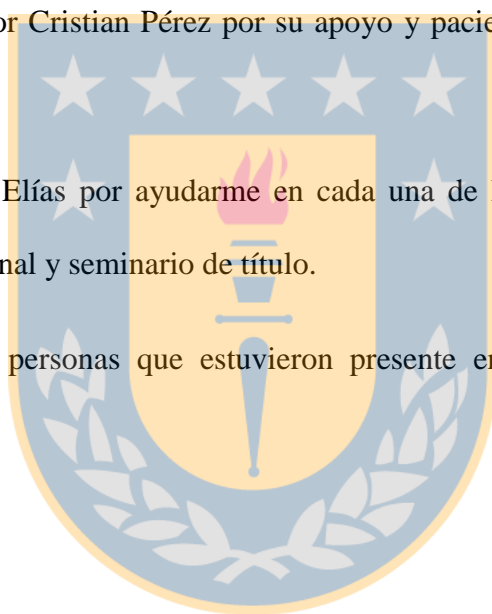 or Cristian Pérez por su apoyo y pacie
Elías por ayudarme en cada una de
nal y seminario de título.
personas que estuvieron presente en